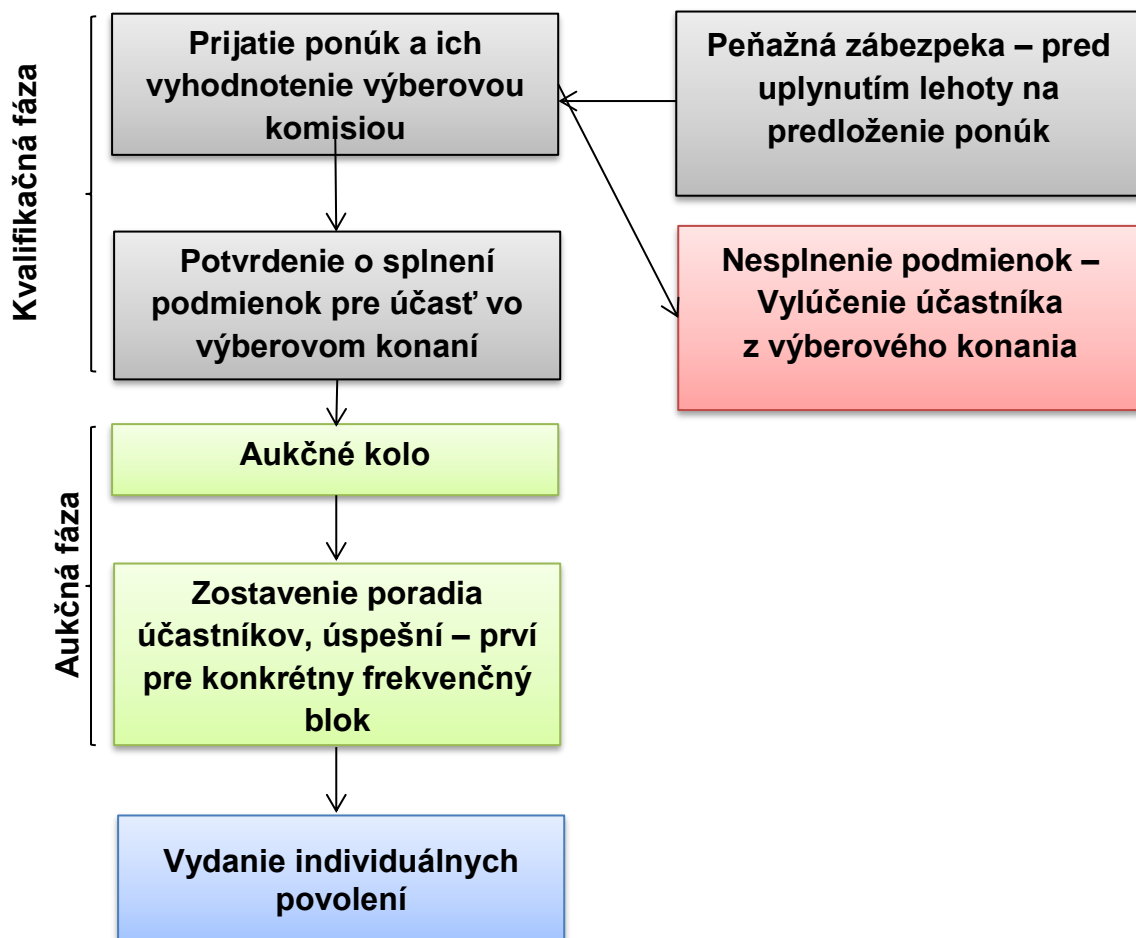 Kvalifikačná fáza
Prijatie ponúk a ich
vyhodnotenie výberovou
komisiou
Peňažná zábezpeka – pred
uplynutím lehoty na
predloženie ponúk
Potvrdenie o splnení
podmienok pre účasť vo
výberovom konaní
Nesplnenie podmienok –
Vylúčenie účastníka
z výberového konania
Aukčná fáza
Aukčné kolo
Zostavenie poradia
účastníkov, úspešní – prví
pre konkrétny frekvenčný
blok
Vydanie individuálnych
povolení